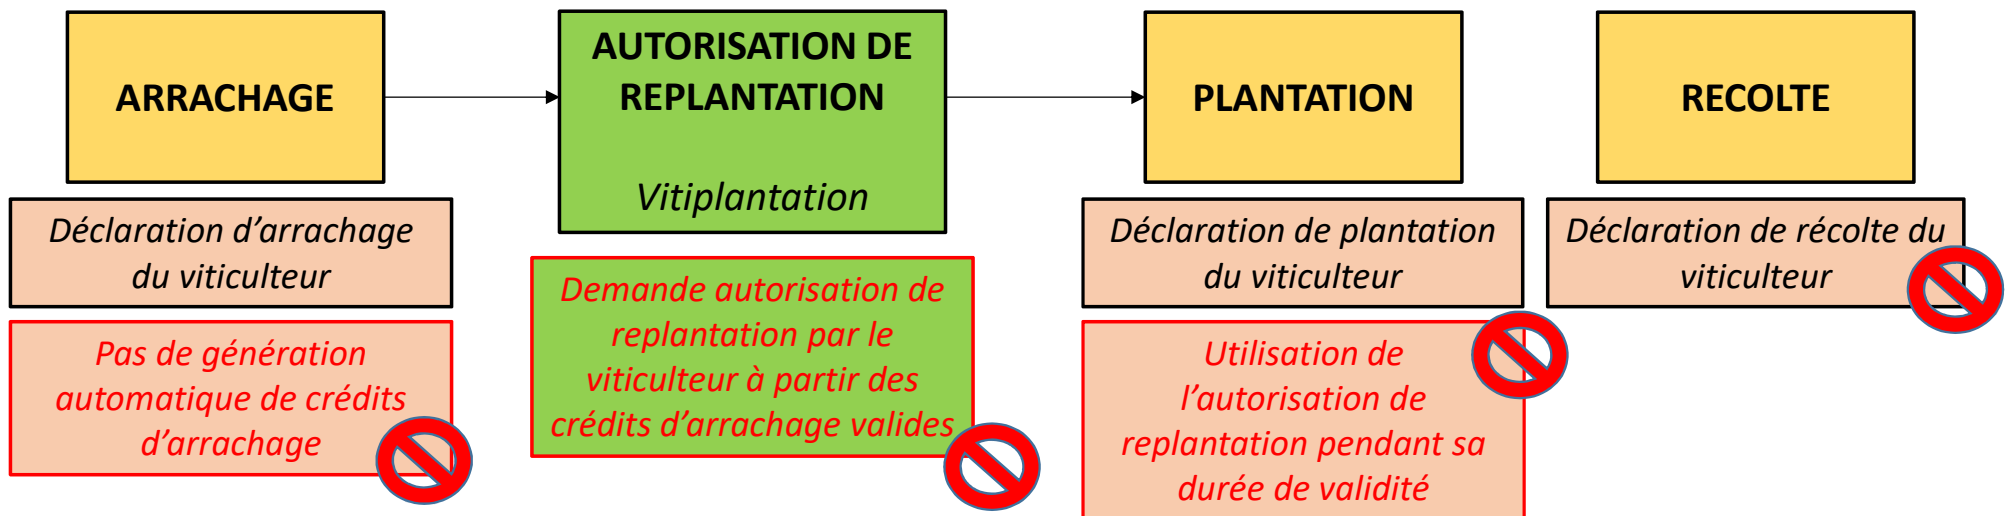 ARRACHAGE
Déclaration d’arrachage
du viticulteur
Pas de génération
automatique de crédits
d’arrachage
AUTORISATION DE
REPLANTATION
Vitiplantation
Demande autorisation de
replantation par le
viticulteur à partir des
crédits d’arrachage valides
PLANTATION
Déclaration de plantation
du viticulteur
Utilisation de
l’autorisation de
replantation pendant sa
durée de validité
RECOLTE
Déclaration de récolte du
viticulteur